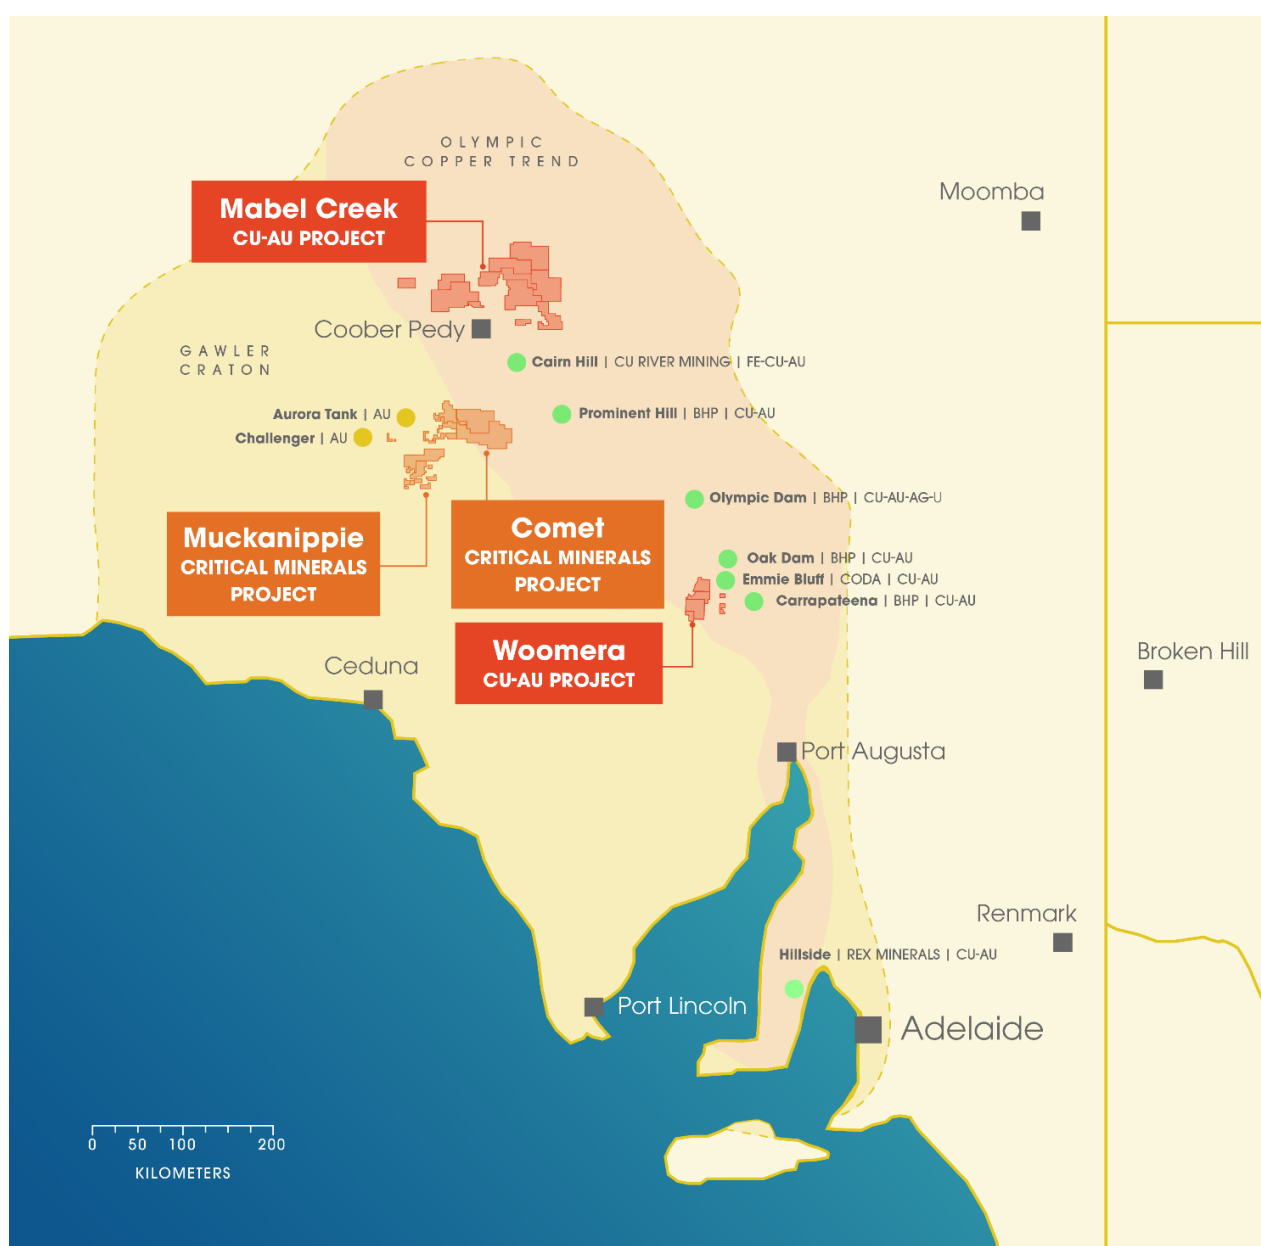 OLYMPIC
COPPER TREND
Moomba
Mabel Creek
CU-AU PROJECT
Coober Pedy
GAWLER
CRATON
Cairn Hill | CU RIVER MINING | FE-CU-AU
Aurora Tank | AU
Prominent Hill | BHP | CU-AU
Challenger | AU
Olympic Dam | BHP | CU-AU-AG-U
Muckanippie
CRITICAL MINERALS
PROJECT
Comet
CRITICAL MINERALS
PROJECT
Oak Dam | BHP | CU-AU
Emmie Bluff | CODA | CU-AU
Carrapateena | BHP | CU-AU
Woomera
CU-AU PROJECT
Ceduna
Broken Hill
Port Augusta
Renmark
Hillside | REX MINERALS | CU-AU
Port Lincoln
Adelaide
0 50 100 200
KILOMETERS